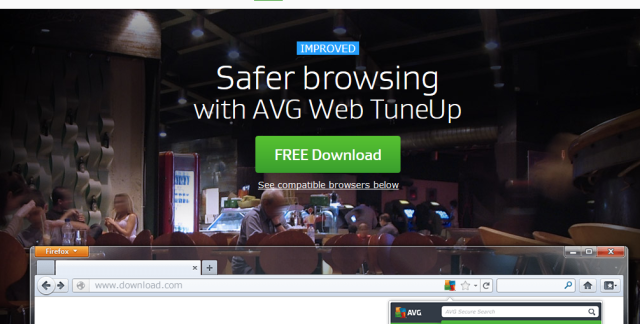 IMPROVED
Safer browsing
with AVG Web TuneUp
FREE Download
See compatible browsers below
Firefox
www.download.com
AVG
AVG Secure Search